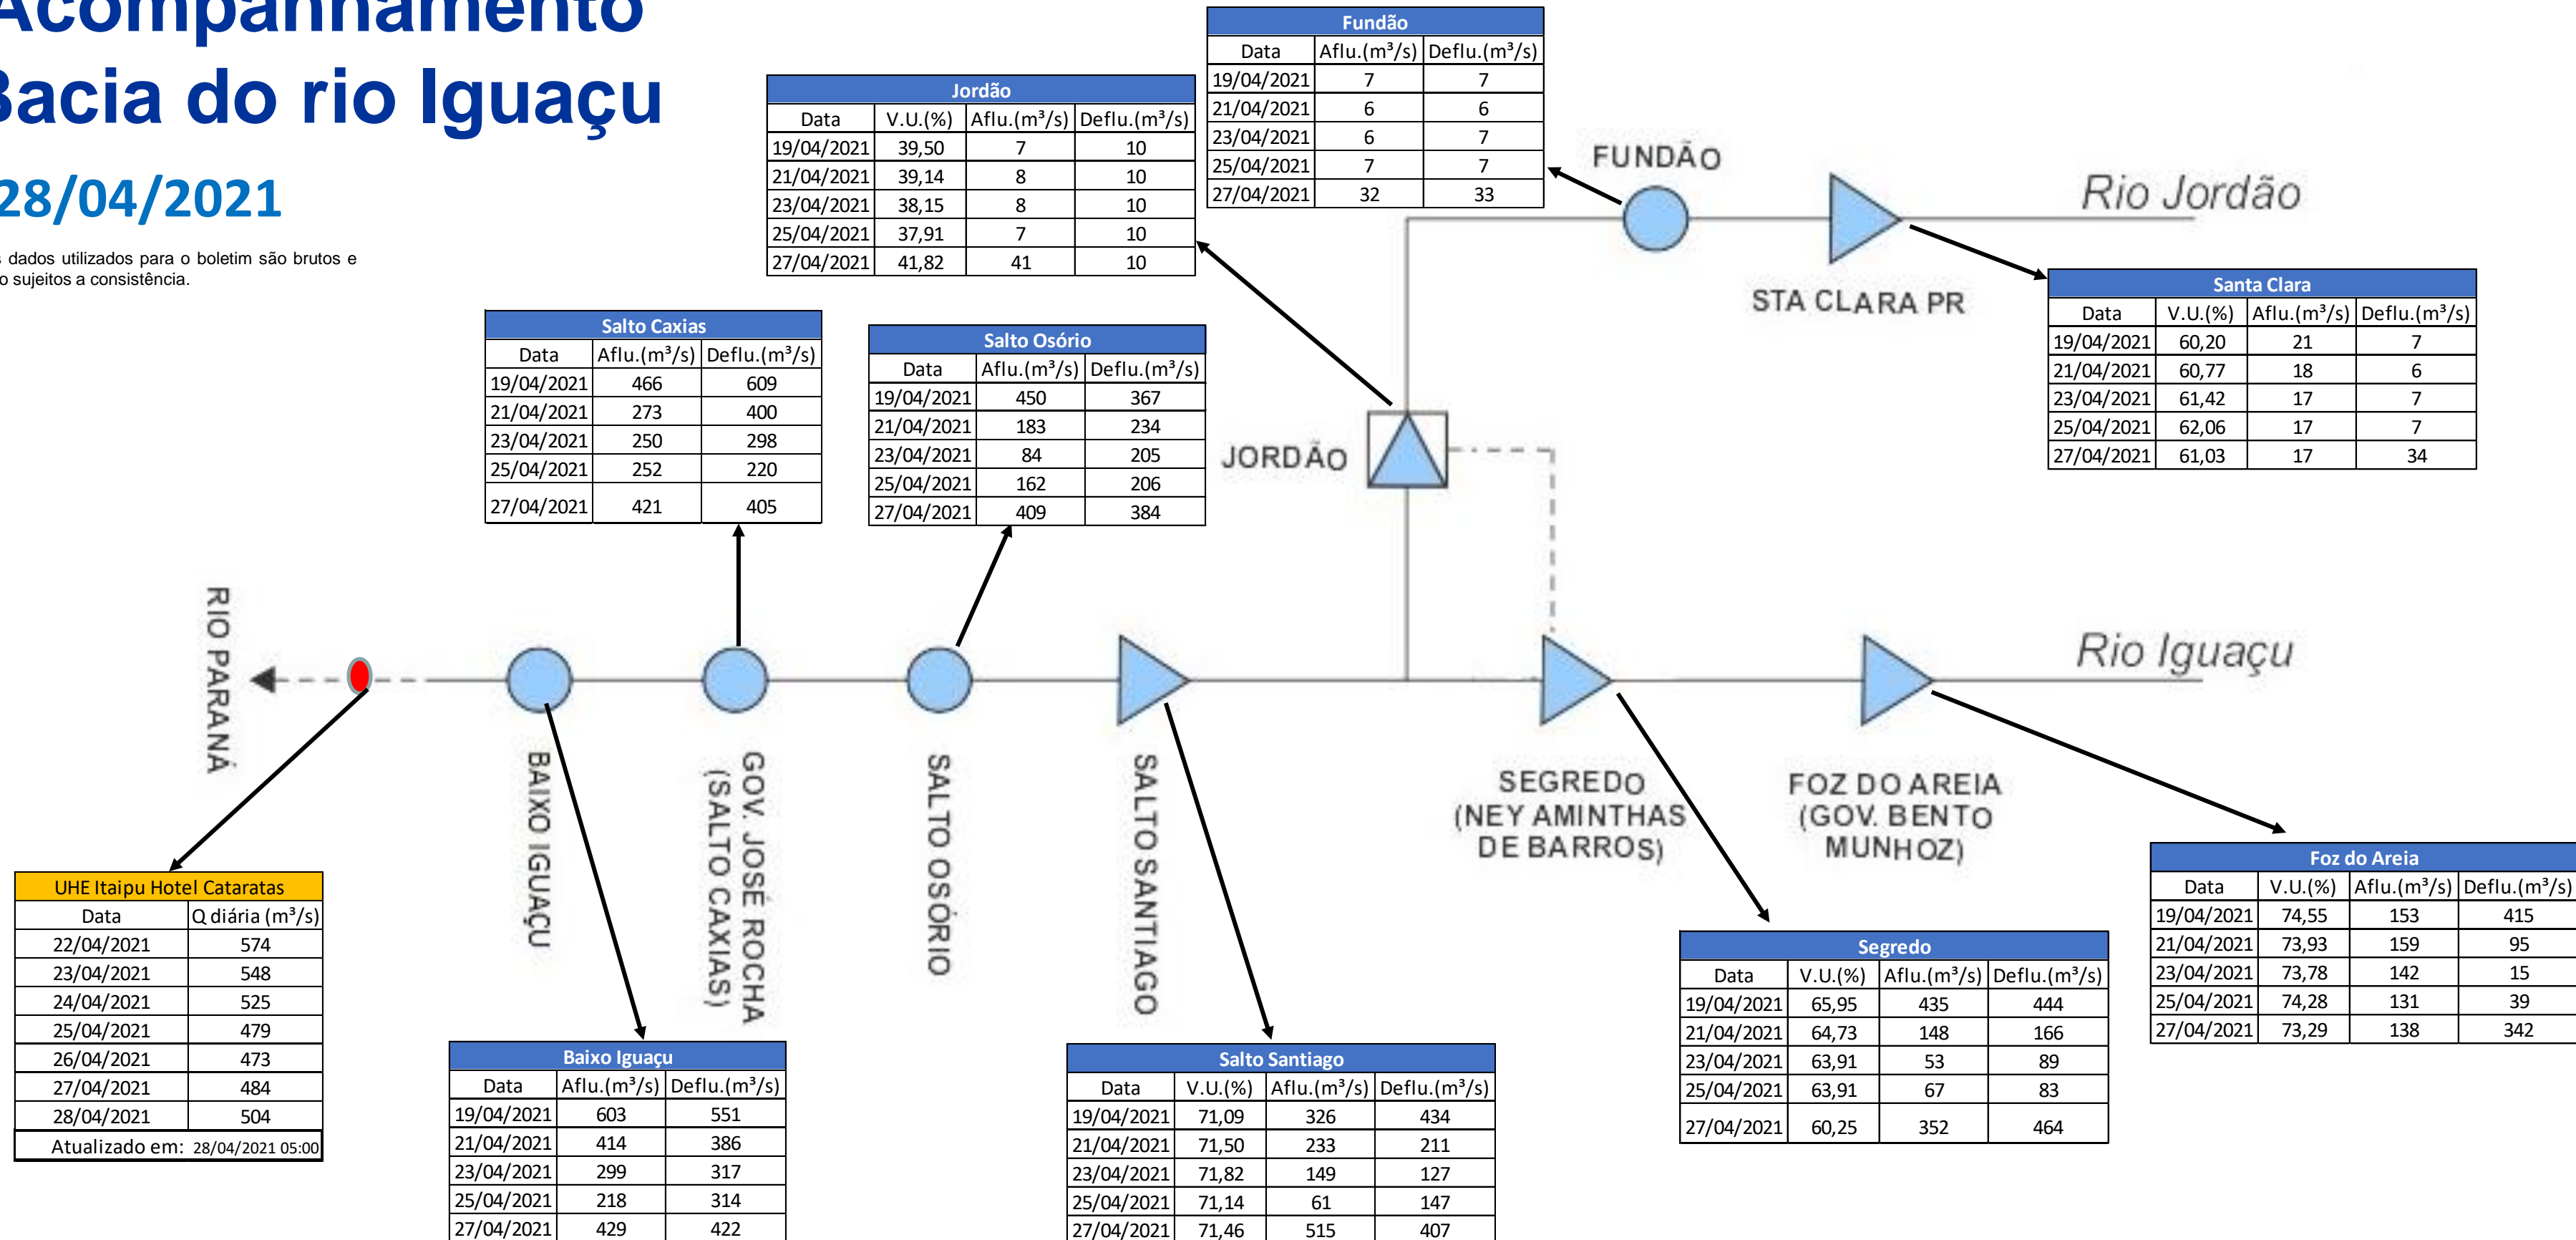 Acompanhamento
Bacia do rio Iguaçu
28/04/2021
s dados utilizados para o boletim são brutos e
o sujeitos a consistência.
Fundão
Data Aflu.(m³/s) Deflu.(m³/s)
19/04/2021 7 7
21/04/2021 6 6
23/04/2021 6 7
25/04/2021 7 7
27/04/2021 32 33
Jordão
Data V.U.(%) Aflu.(m³/s) Deflu.(m³/s)
19/04/2021 39,50 7 10
21/04/2021 39,14 8 10
23/04/2021 38,15 8 10
25/04/2021 37,91 7 10
27/04/2021 41,82 41 10
FUNDÃO
Rio Jordão
STA CLARA PR
Santa Clara
Data V.U.(%) Aflu.(m³/s) Deflu.(m³/s)
19/04/2021 60,20 21 7
21/04/2021 60,77 18 6
23/04/2021 61,42 17 7
25/04/2021 62,06 17 7
27/04/2021 61,03 17 34
Salto Caxias
Data Aflu.(m³/s) Deflu.(m³/s)
19/04/2021 466 609
21/04/2021 273 400
23/04/2021 250 298
25/04/2021 252 220
27/04/2021 421 405
Salto Osório
Data Aflu.(m³/s) Deflu.(m³/s)
19/04/2021 450 367
21/04/2021 183 234
23/04/2021 84 205
25/04/2021 162 206
27/04/2021 409 384
JORDÃO
RIO PARANÁ
Rio Iguaçu
BAIXO IGUAÇU
GOV. JOSÉ ROCHA
(SALTO CAXIAS)
SALTO OSÓRIO
SALTO SANTIAGO
SEGREDO
(NEY AMINTHAS
DE BARROS)
FOZ DO AREIA
(GOV. BENTO
MUNHOZ)
UHE Itaipu Hotel Cataratas
Data Q diária (m³/s)
22/04/2021 574
23/04/2021 548
24/04/2021 525
25/04/2021 479
26/04/2021 473
27/04/2021 484
28/04/2021 504
Atualizado em: 28/04/2021 05:00
Baixo Iguaçu
Data Aflu.(m³/s) Deflu.(m³/s)
19/04/2021 603 551
21/04/2021 414 386
23/04/2021 299 317
25/04/2021 218 314
27/04/2021 429 422
Salto Santiago
Data V.U.(%) Aflu.(m³/s) Deflu.(m³/s)
19/04/2021 71,09 326 434
21/04/2021 71,50 233 211
23/04/2021 71,82 149 127
25/04/2021 71,14 61 147
27/04/2021 71,46 515 407
Segredo
Data V.U.(%) Aflu.(m³/s) Deflu.(m³/s)
19/04/2021 65,95 435 444
21/04/2021 64,73 148 166
23/04/2021 63,91 53 89
25/04/2021 63,91 67 83
27/04/2021 60,25 352 464
Foz do Areia
Data V.U.(%) Aflu.(m³/s) Deflu.(m³/s)
19/04/2021 74,55 153 415
21/04/2021 73,93 159 95
23/04/2021 73,78 142 15
25/04/2021 74,28 131 39
27/04/2021 73,29 138 342